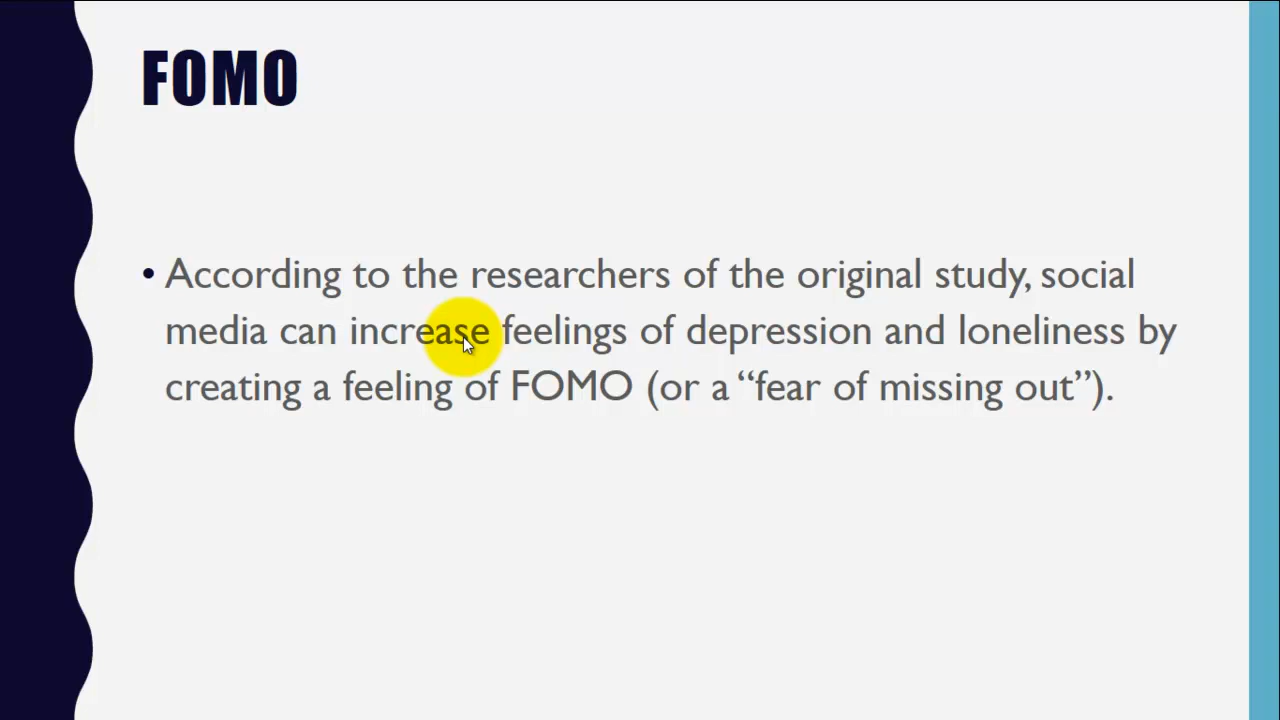 FOMO
• According to the researchers of the original study, social
media can increase feelings of depression and loneliness by
creating a feeling of FOMO (or a “fear of missing out”).